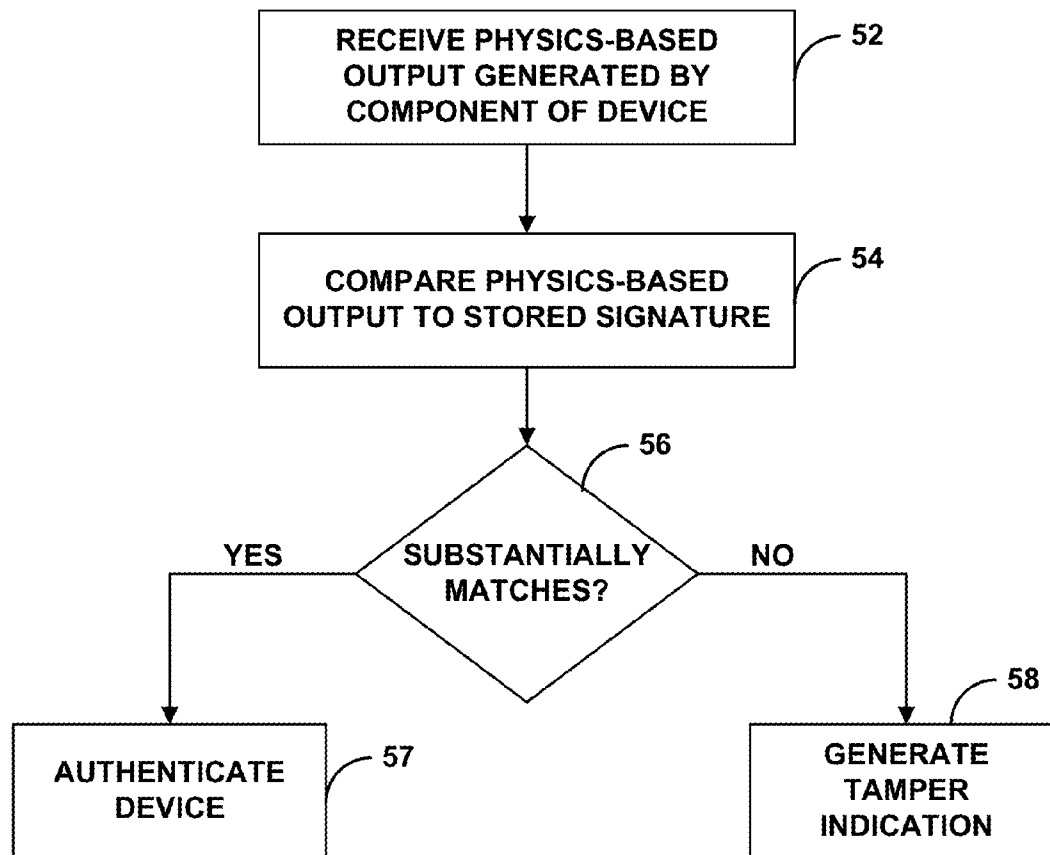 RECEIVE PHYSICS-BASED
OUTPUT GENERATED BY
COMPONENT OF DEVICE
52
COMPARE PHYSICS-BASED
OUTPUT TO STORED SIGNATURE
54
56
SUBSTANTIALLY
MATCHES?
YES
NO
AUTHENTICATE
DEVICE
57
58
GENERATE
TAMPER
INDICATION